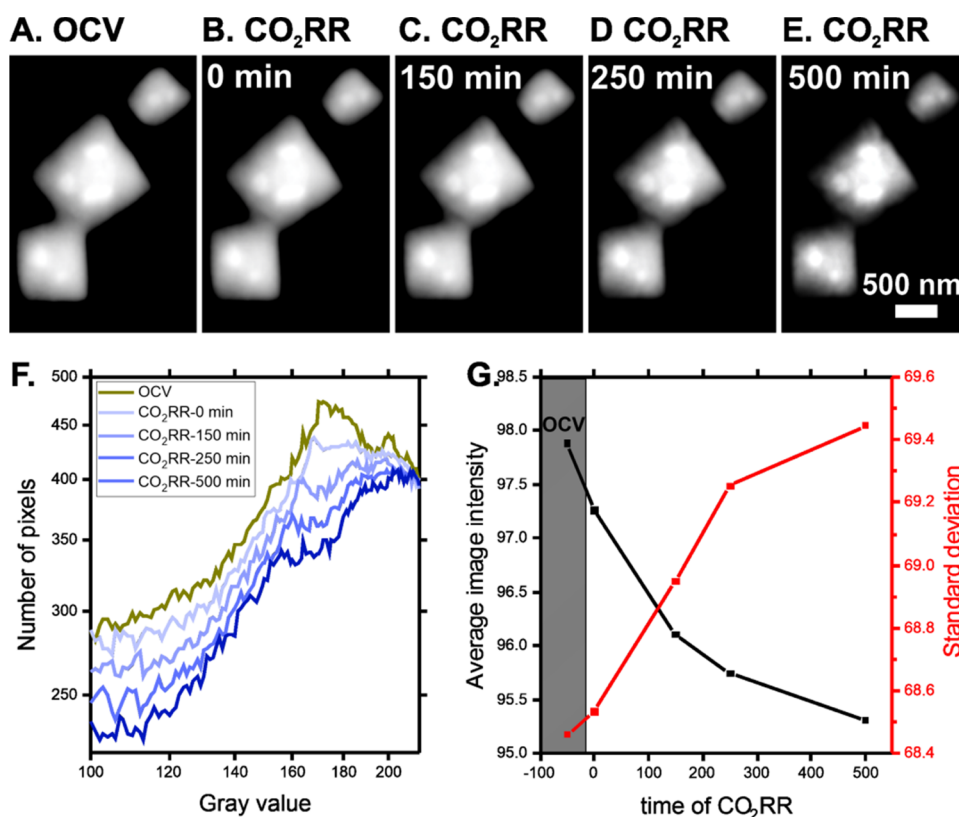 A. OCV
B. CO₂RR
C. CO₂RR
D CO₂RR
E. CO₂RR
0 min
150 min
250 min
500 min
500 nm
F.
500
450
400
350
300
250
Number of pixels
OCV
CO₂RR-0 min
CO₂RR-150 min
CO₂RR-250 min
CO₂RR-500 min
100
120
140
160
180
200
Gray value
G.
98.5
98.0
97.5
97.0
96.5
96.0
95.5
95.0
Average image intensity
OCV
69.6
69.4
69.2
69.0
68.8
68.6
68.4
Standard deviation
-100
0
100
200
300
400
500
time of CO₂RR